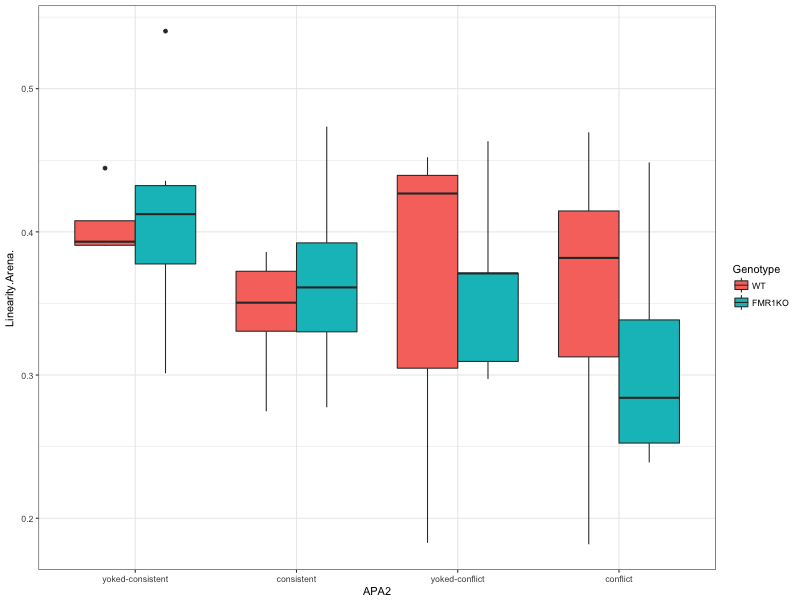 Linearity.Arena.
0.5
0.4
0.3
0.2
yoked-consistent
consistent
yoked-conflict
conflict
APA2
Genotype
WT
FMR1KO